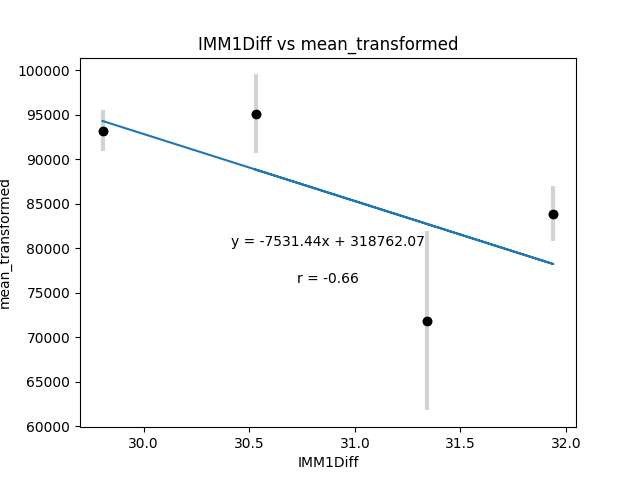 IMM1Diff vs mean_transformed
100000
95000
90000
85000
80000
75000
70000
65000
60000
mean_transformed
y = -7531.44x + 318762.07
r = -0.66
30.0 30.5 31.0 31.5 32.0
IMM1Diff